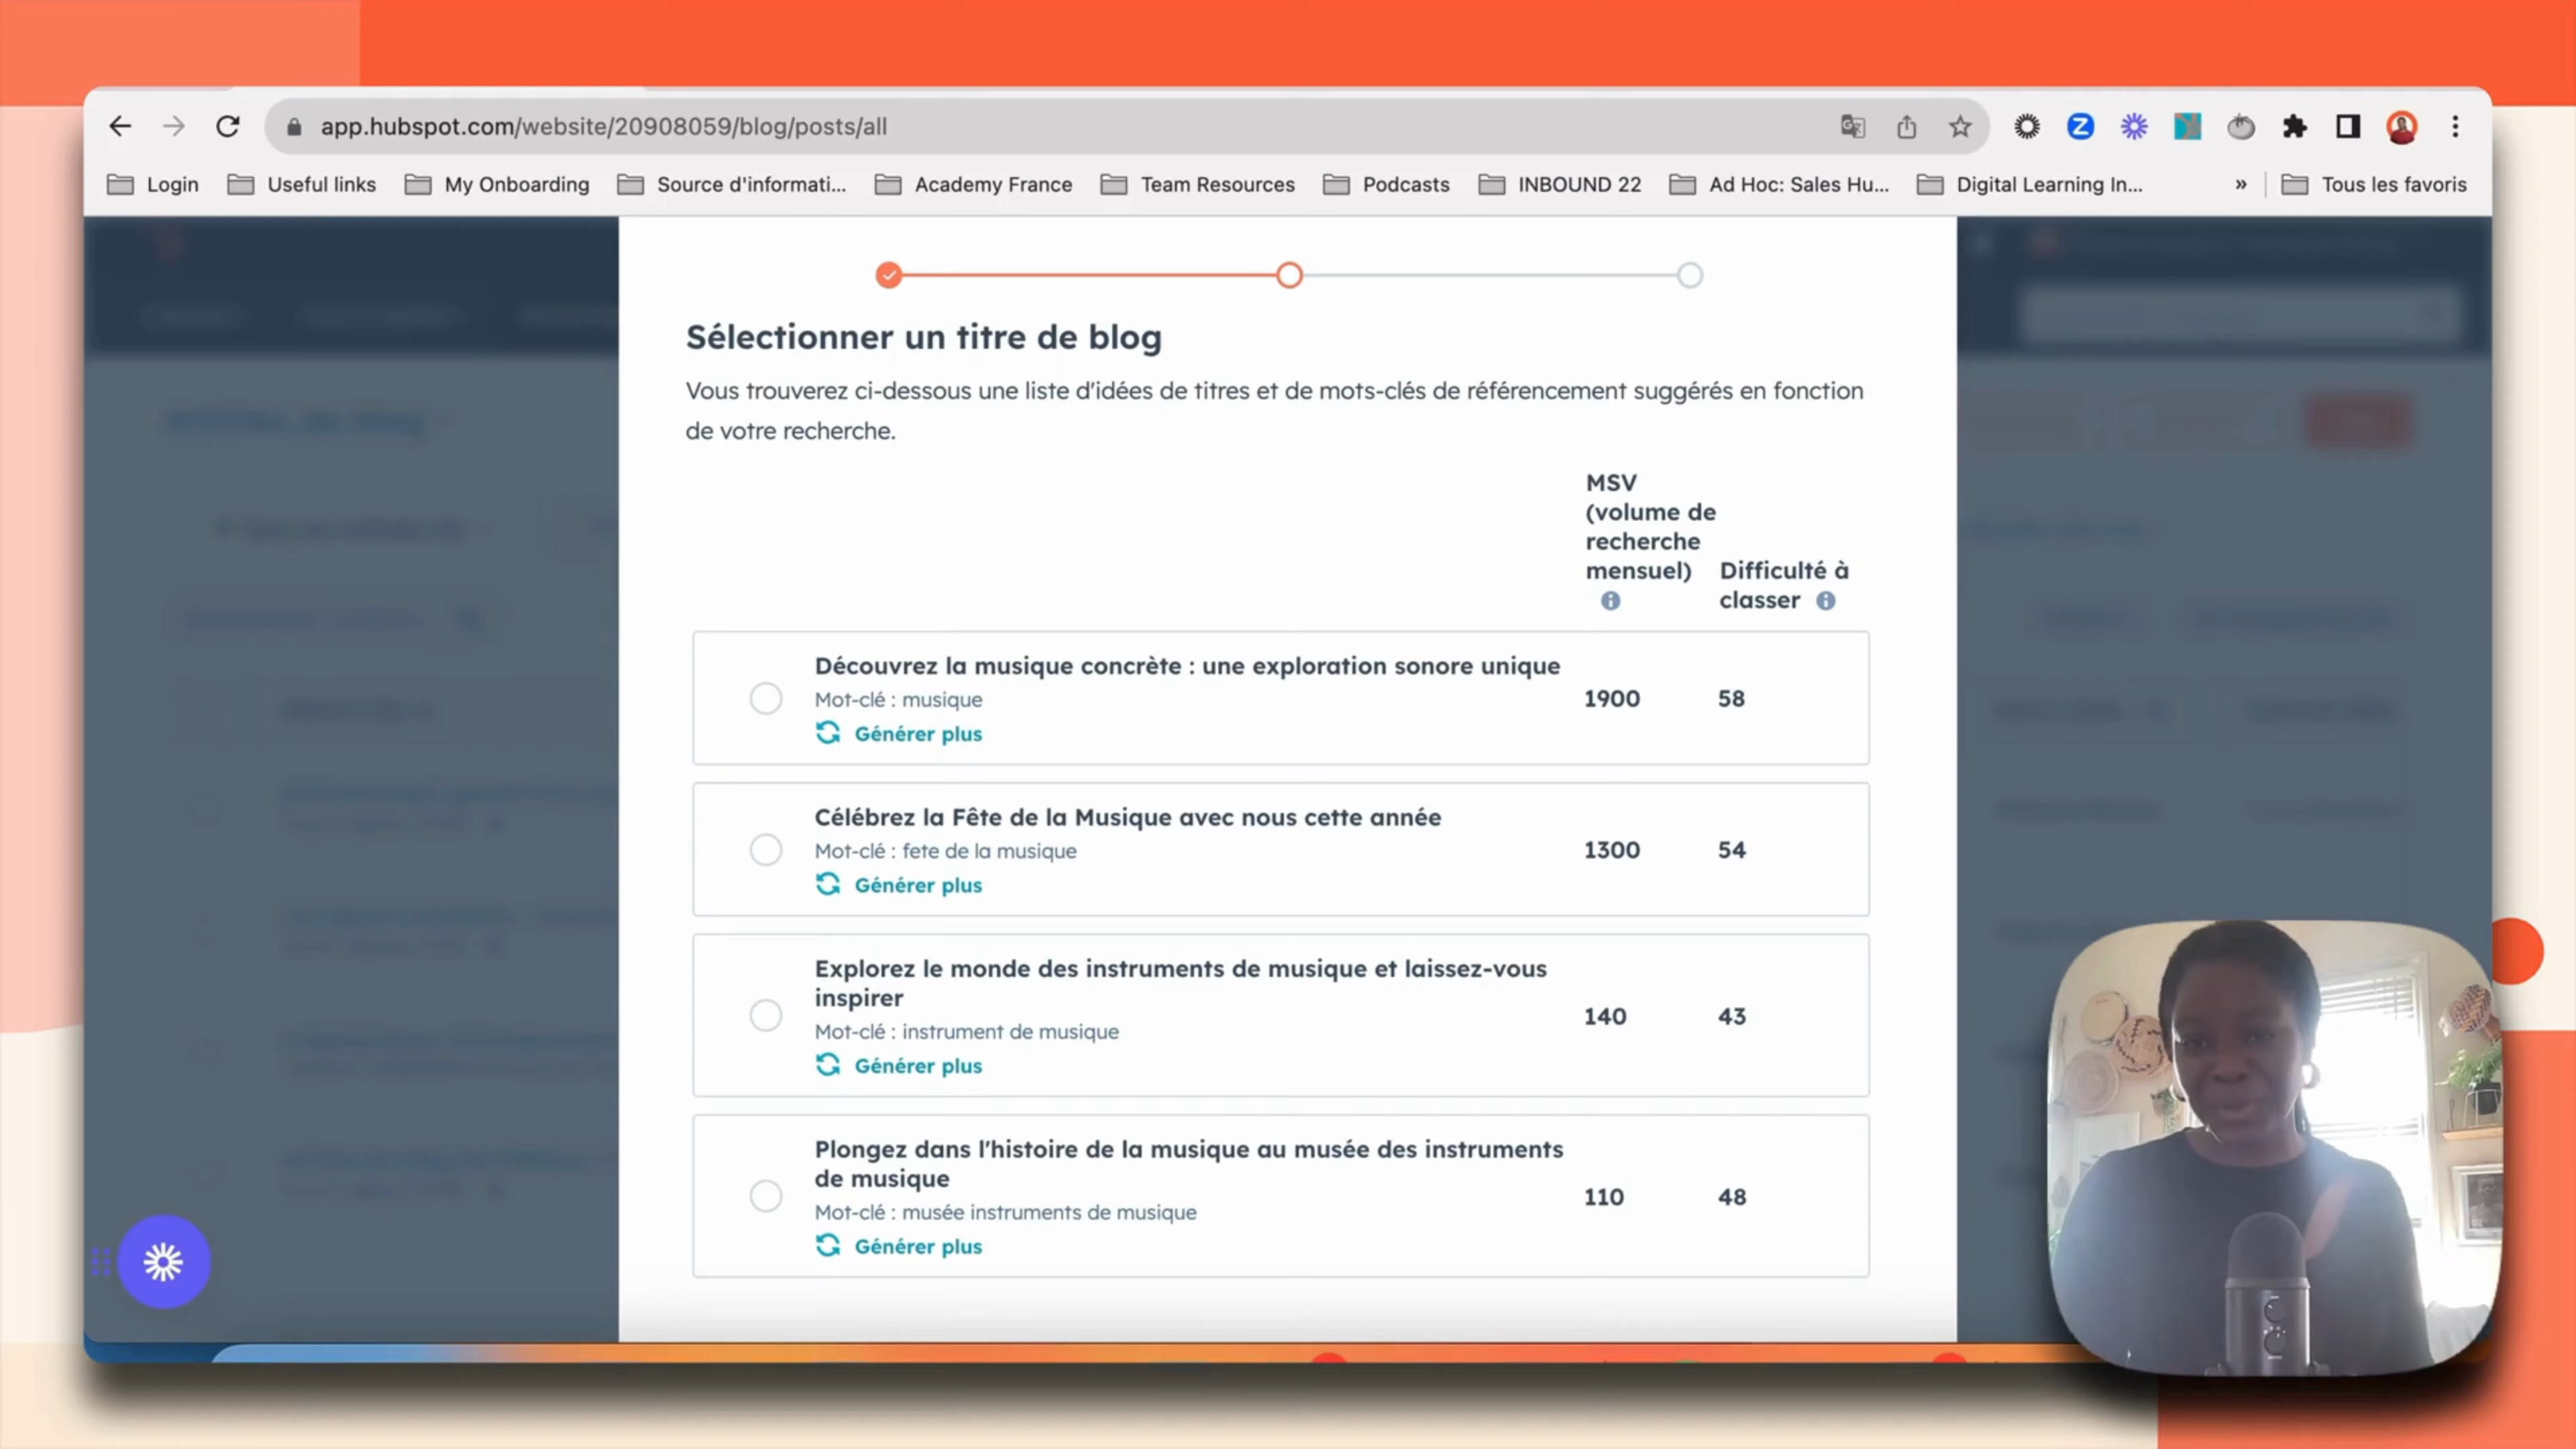 app.hubspot.com/website/20908059/blog/posts/all
Login
Useful links
My Onboarding
Source d'informati...
Academy France
Team Resources
Podcasts
INBOUND 22
Ad Hoc: Sales Hu...
Digital Learning In...
»
Tous les favoris
Sélectionner un titre de blog
Vous trouverez ci-dessous une liste d'idées de titres et de mots-clés de référencement suggérés en fonction
de votre recherche.
MSV
(volume de
recherche
mensuel)
Difficulté à
classer
Découvrez la musique concrète : une exploration sonore unique
Mot-clé : musique
Générer plus
1900
58
Célébrez la Fête de la Musique avec nous cette année
Mot-clé : fete de la musique
Générer plus
1300
54
Explorez le monde des instruments de musique et laissez-vous
inspirer
Mot-clé : instrument de musique
Générer plus
140
43
Plongez dans l'histoire de la musique au musée des instruments
de musique
Mot-clé : musée instruments de musique
Générer plus
110
48